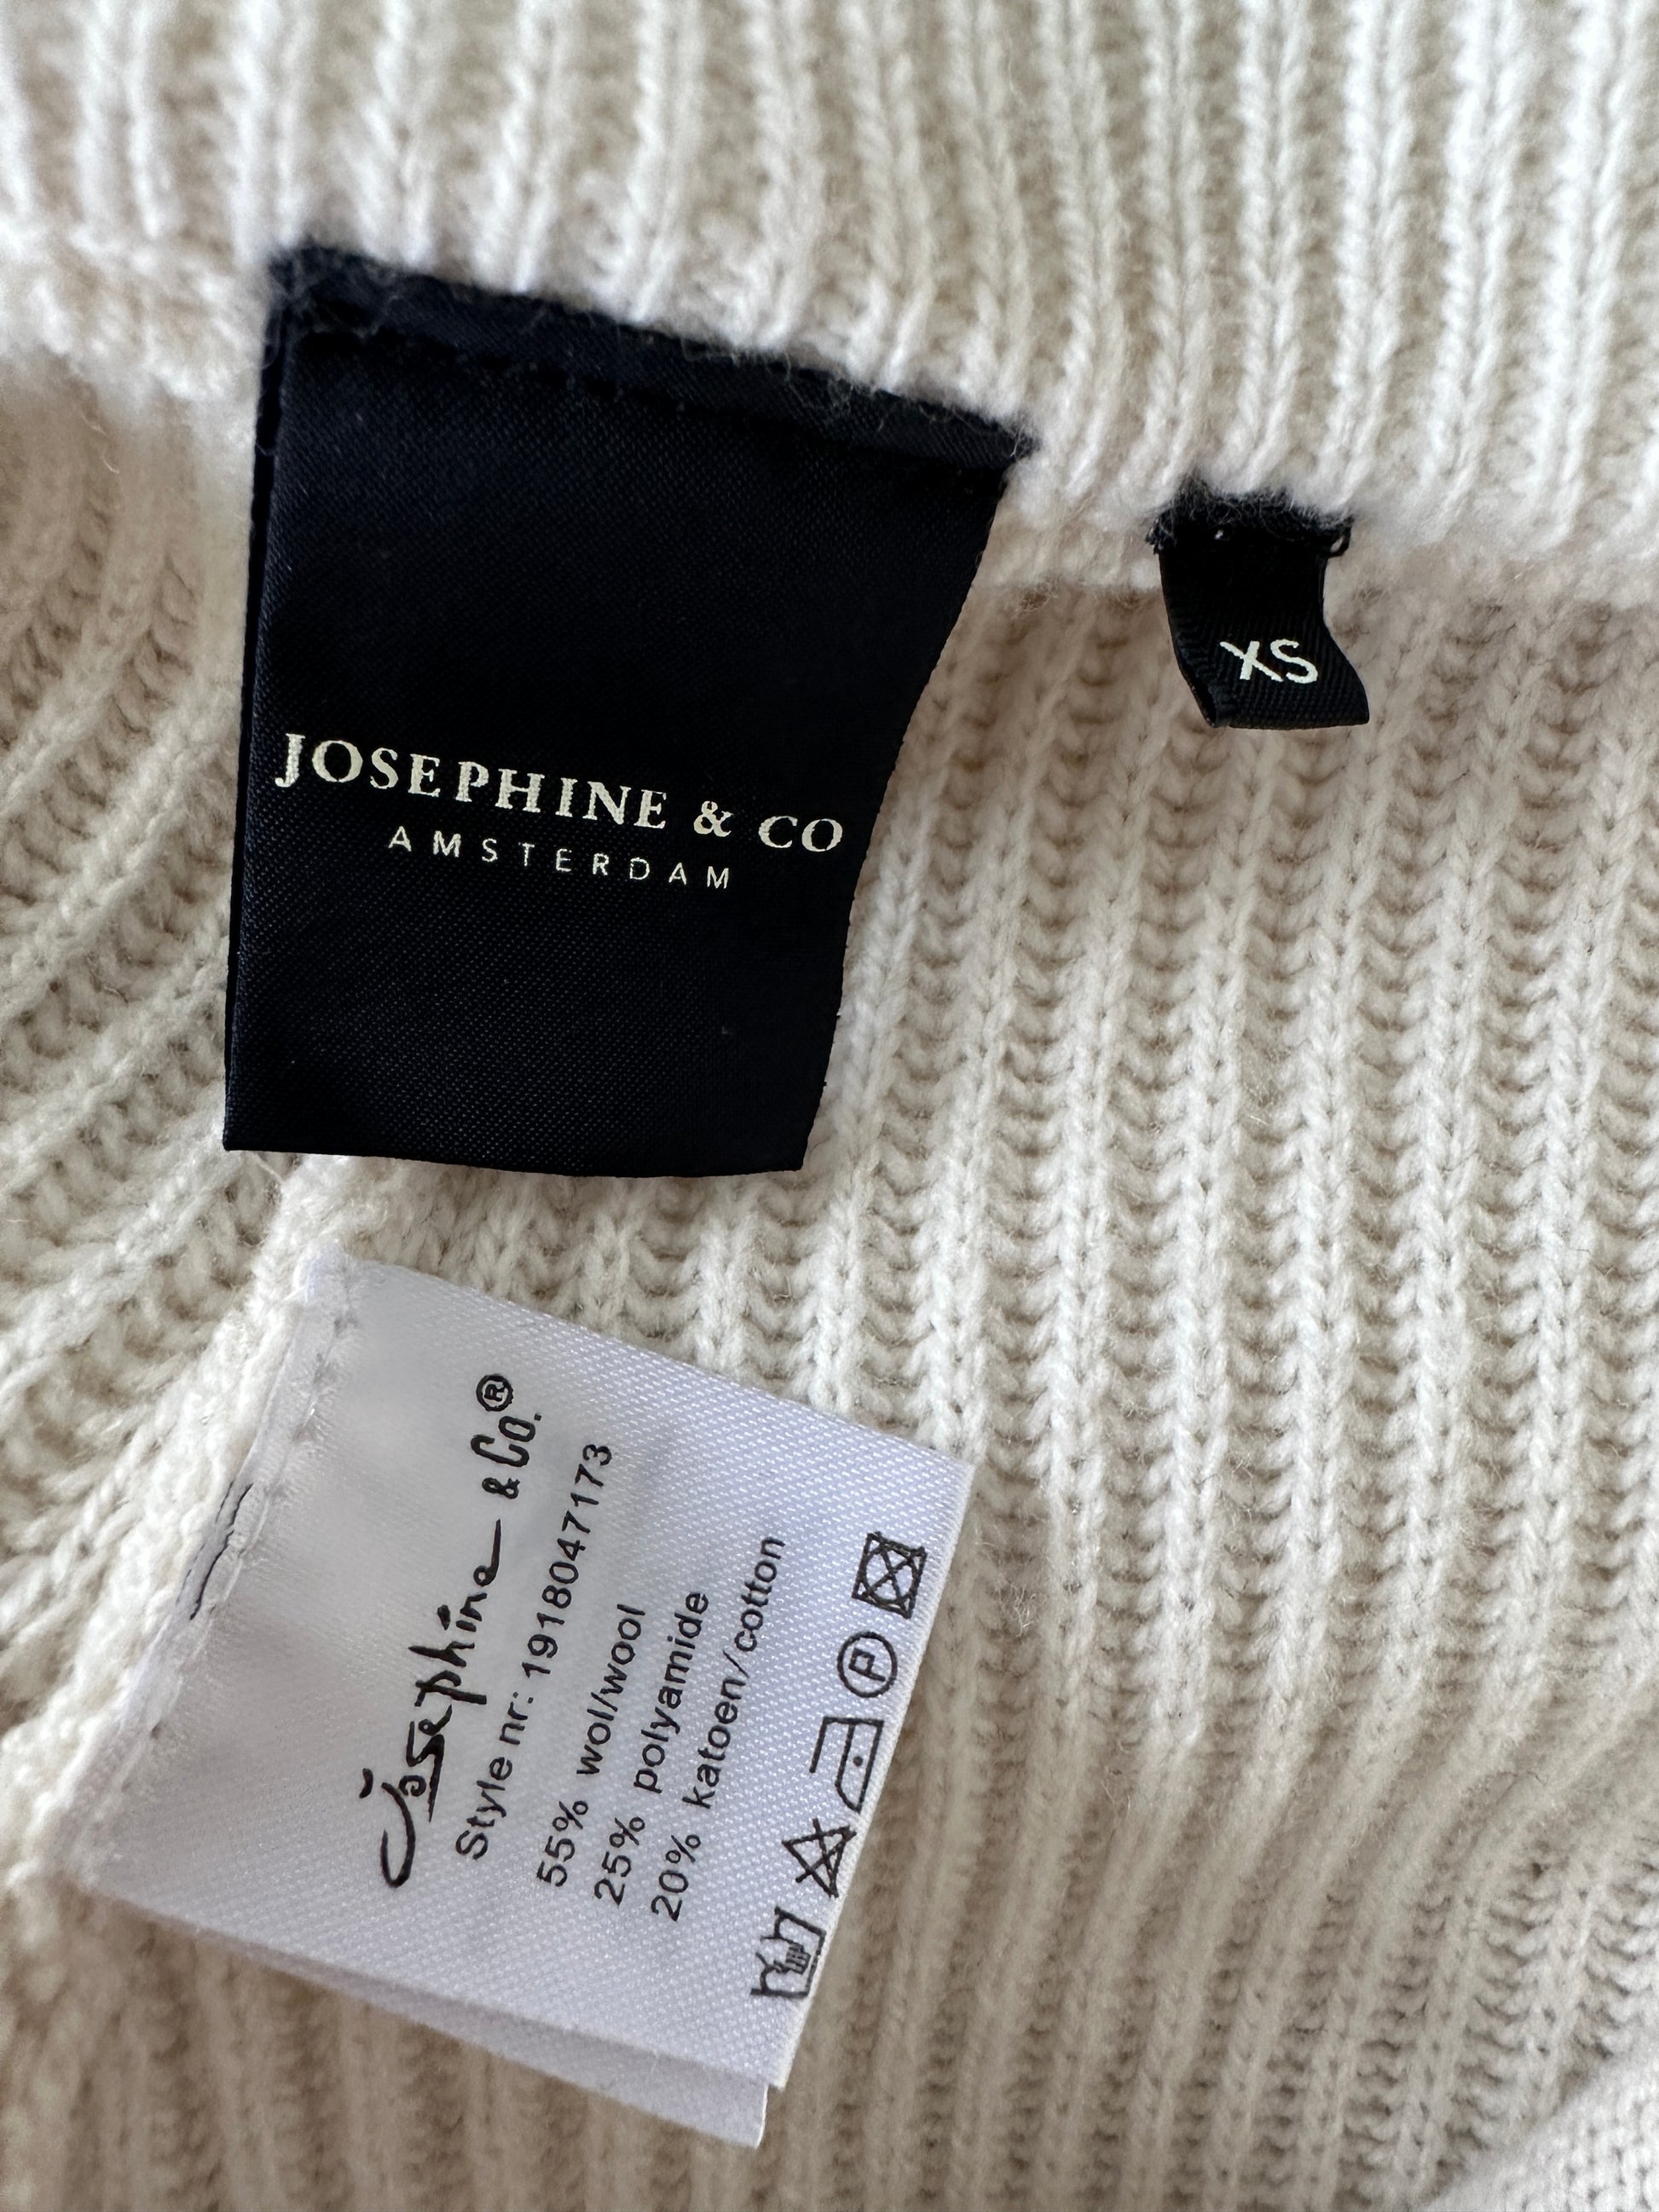 JOSEPHINE & CO
AMSTERDAM
XS
Josephine & Co.®
Style nr: 1918047173
55% wol/wool
25% polyamide
20% katoen/cotton
P